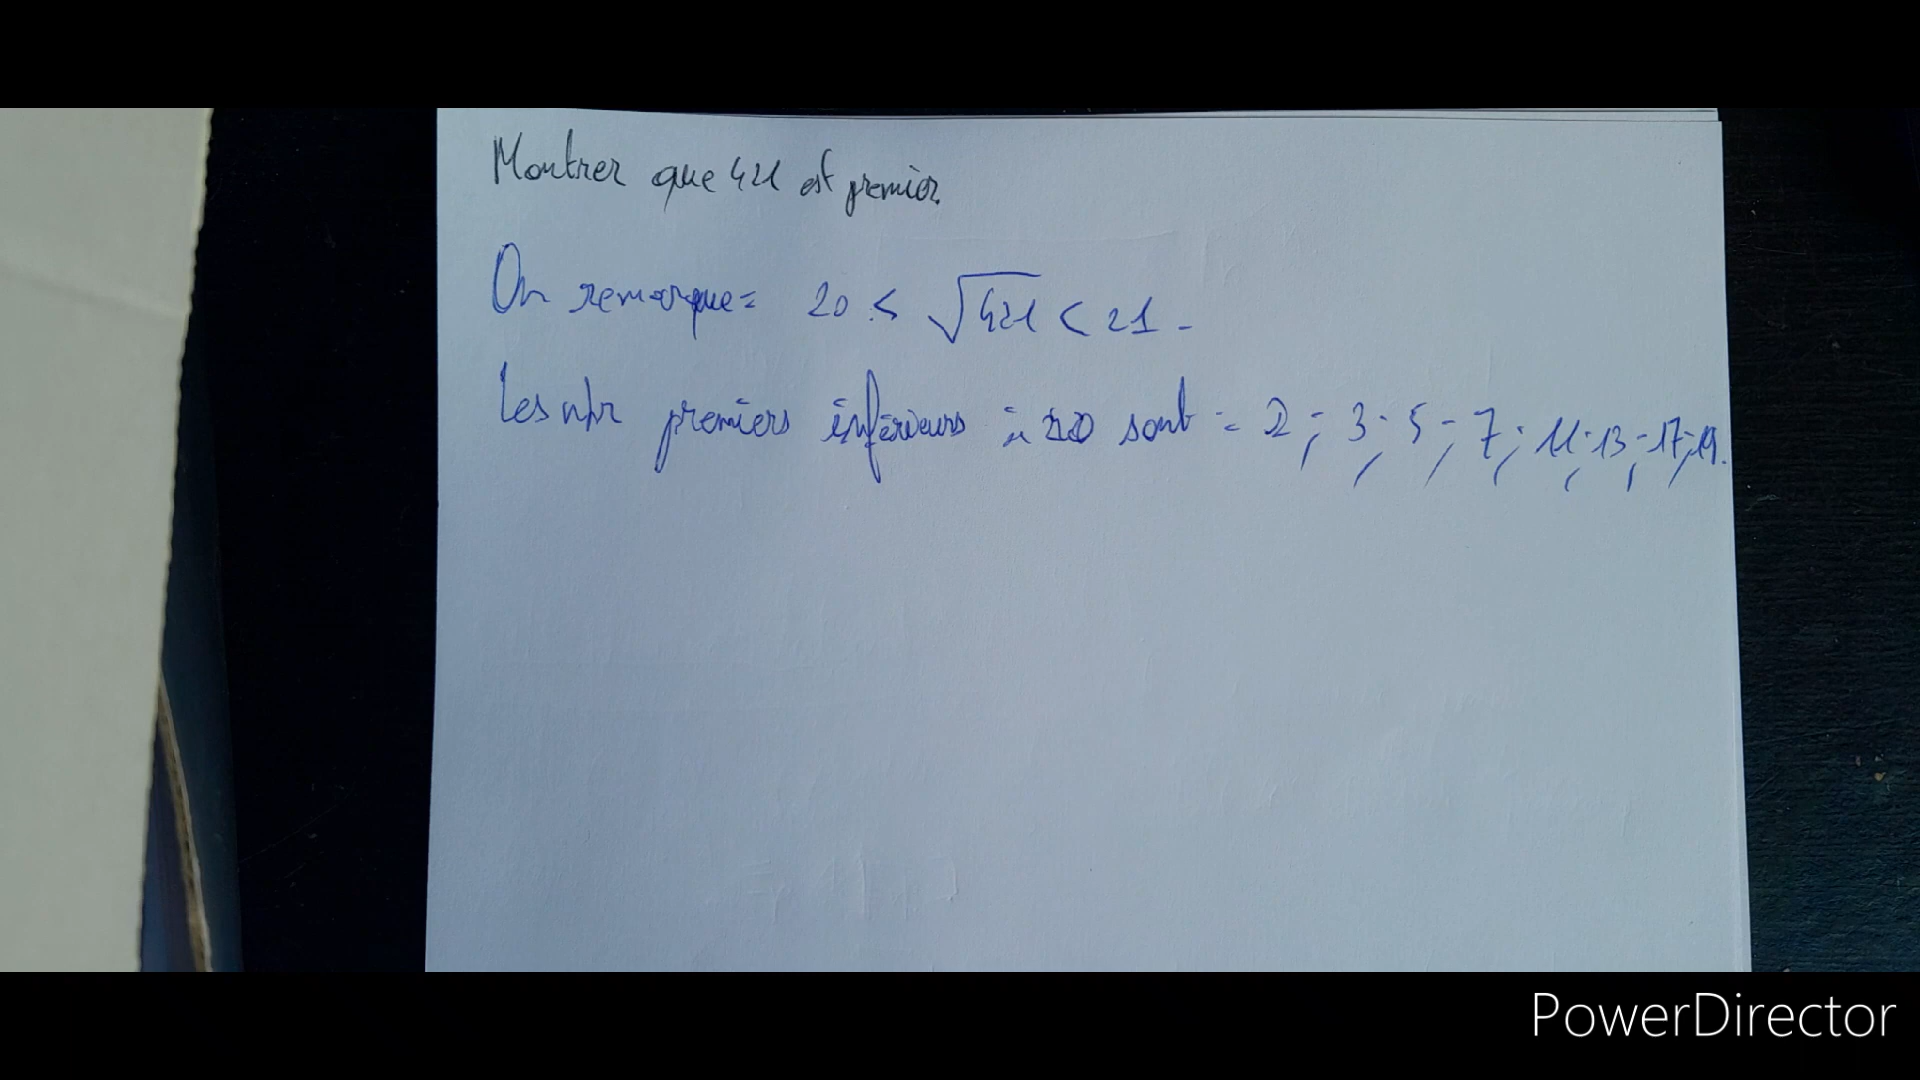 Montrer que 421 est premier.
On remarque : 20 < √421 < 21.
Les nbr premiers inférieurs à 20 sont : 2 ; 3 ; 5 ; 7 ; 11 ; 13 ; 17 ; 19.
PowerDirector